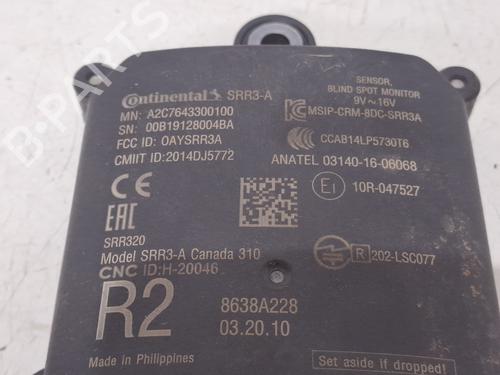 Continental SRR3-A
MN: A2C7643300100
SN: 00B19128004BA
FCC ID: OAYSRR3A
CMIIT ID:2014DJ5772
SENSOR,
BLIND SPOT MONITOR
9V~16V
MSIP-CRM-8DC-SRR3A
CCAB14LP5730T6
ANATEL 03140-16-06068
CE
E1 10R-047527
EAC
SRR320
Model SRR3-A Canada 310
CNC ID:H-20046
R 202-LSC077
R2
8638A228
03.20.10
Made in Philippines
Set aside if dropped!
B-PARTS